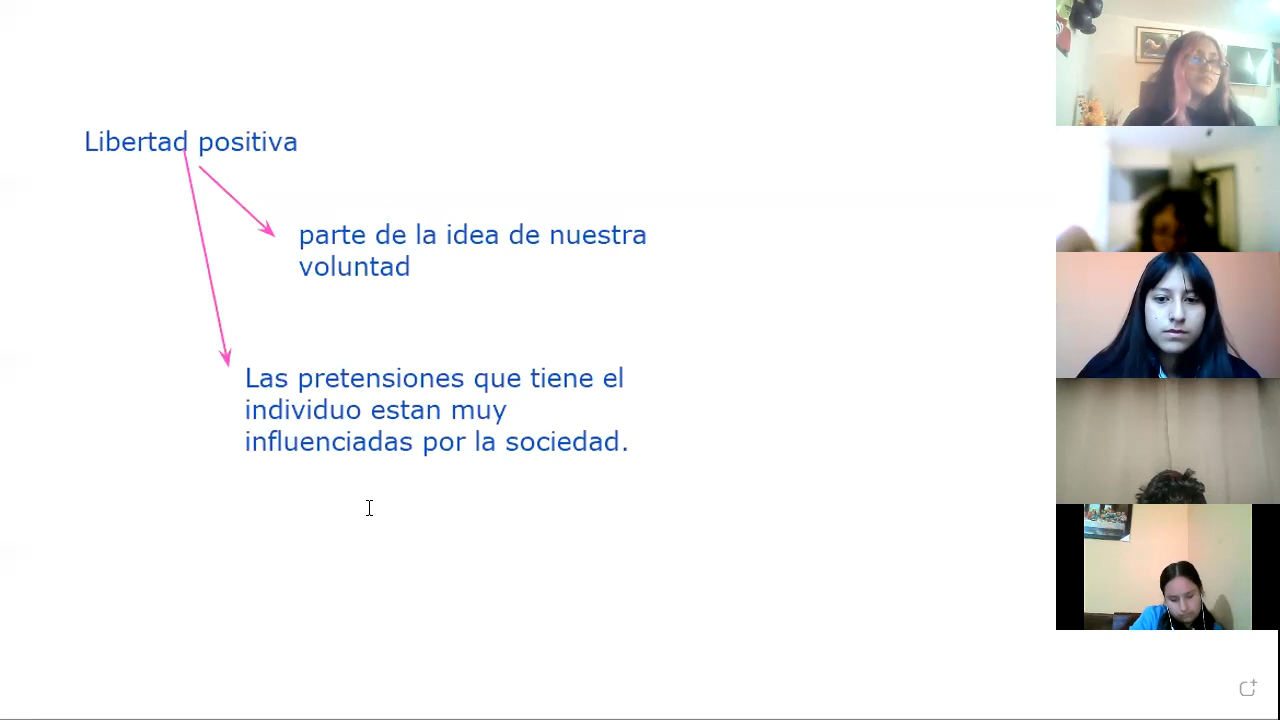 Libertad positiva
parte de la idea de nuestra
voluntad
Las pretensiones que tiene el
individuo estan muy
influenciadas por la sociedad.